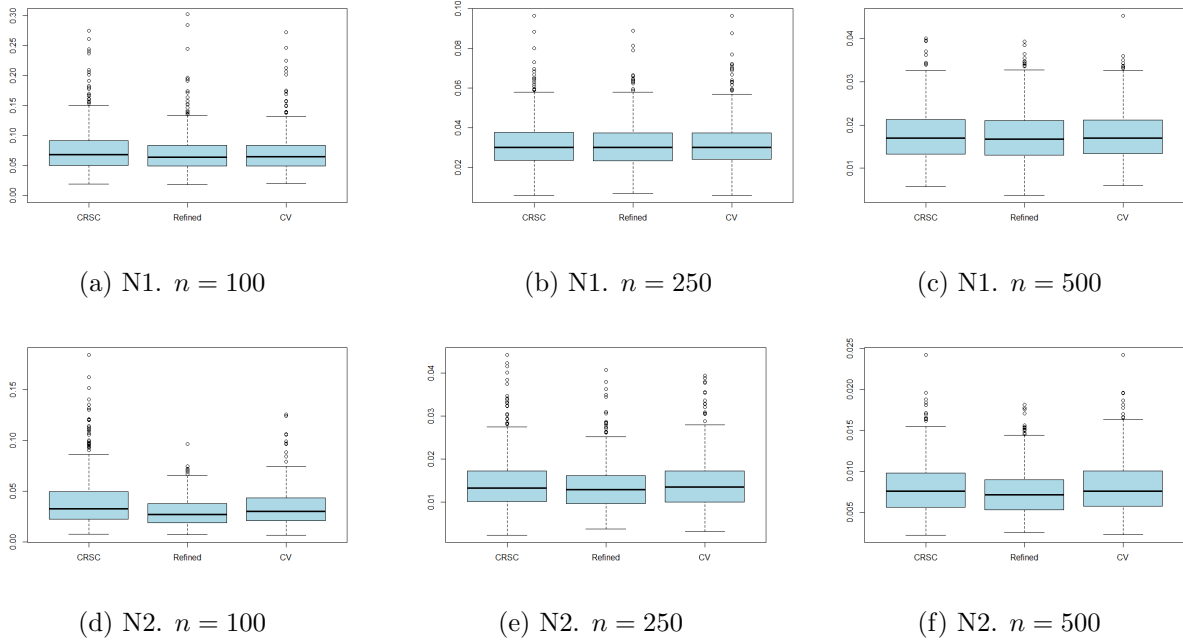 0.30
0.25
0.20
0.15
0.10
0.05
0.00
CRSC Refined CV
0.10
0.08
0.06
0.04
0.02
CRSC Refined CV
0.04
0.03
0.02
0.01
CRSC Refined CV
(a) N1. n = 100
(b) N1. n = 250
(c) N1. n = 500
0.15
0.10
0.05
0.00
CRSC Refined CV
0.04
0.03
0.02
0.01
CRSC Refined CV
0.025
0.020
0.015
0.010
0.005
CRSC Refined CV
(d) N2. n = 100
(e) N2. n = 250
(f) N2. n = 500